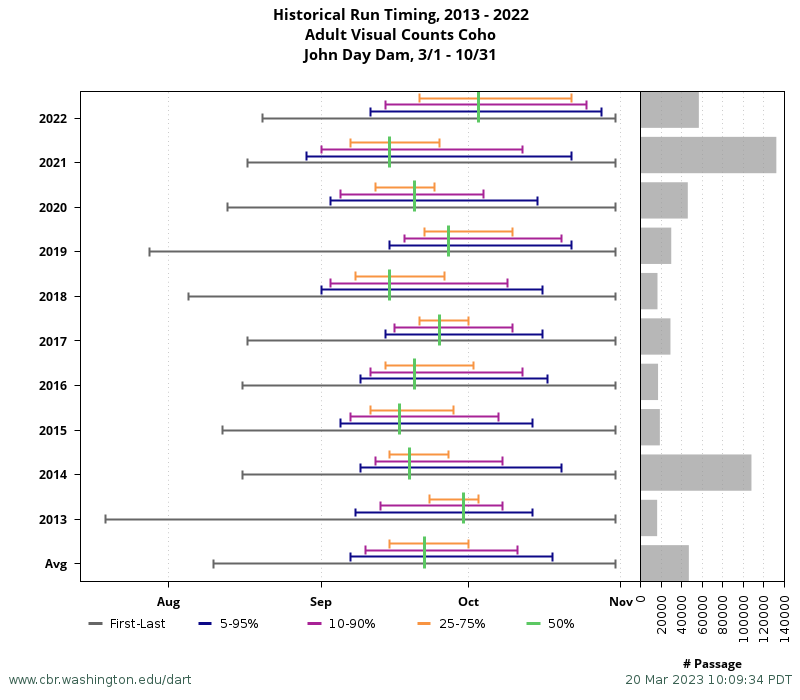 Historical Run Timing, 2013 - 2022
Adult Visual Counts Coho
John Day Dam, 3/1 - 10/31
2022
2021
2020
2019
2018
2017
2016
2015
2014
2013
Avg
Aug Sep Oct Nov
0 20000 40000 60000 80000 100000 120000 140000
First-Last 5-95% 10-90% 25-75% 50%
# Passage
www.cbr.washington.edu/dart
20 Mar 2023 10:09:34 PDT